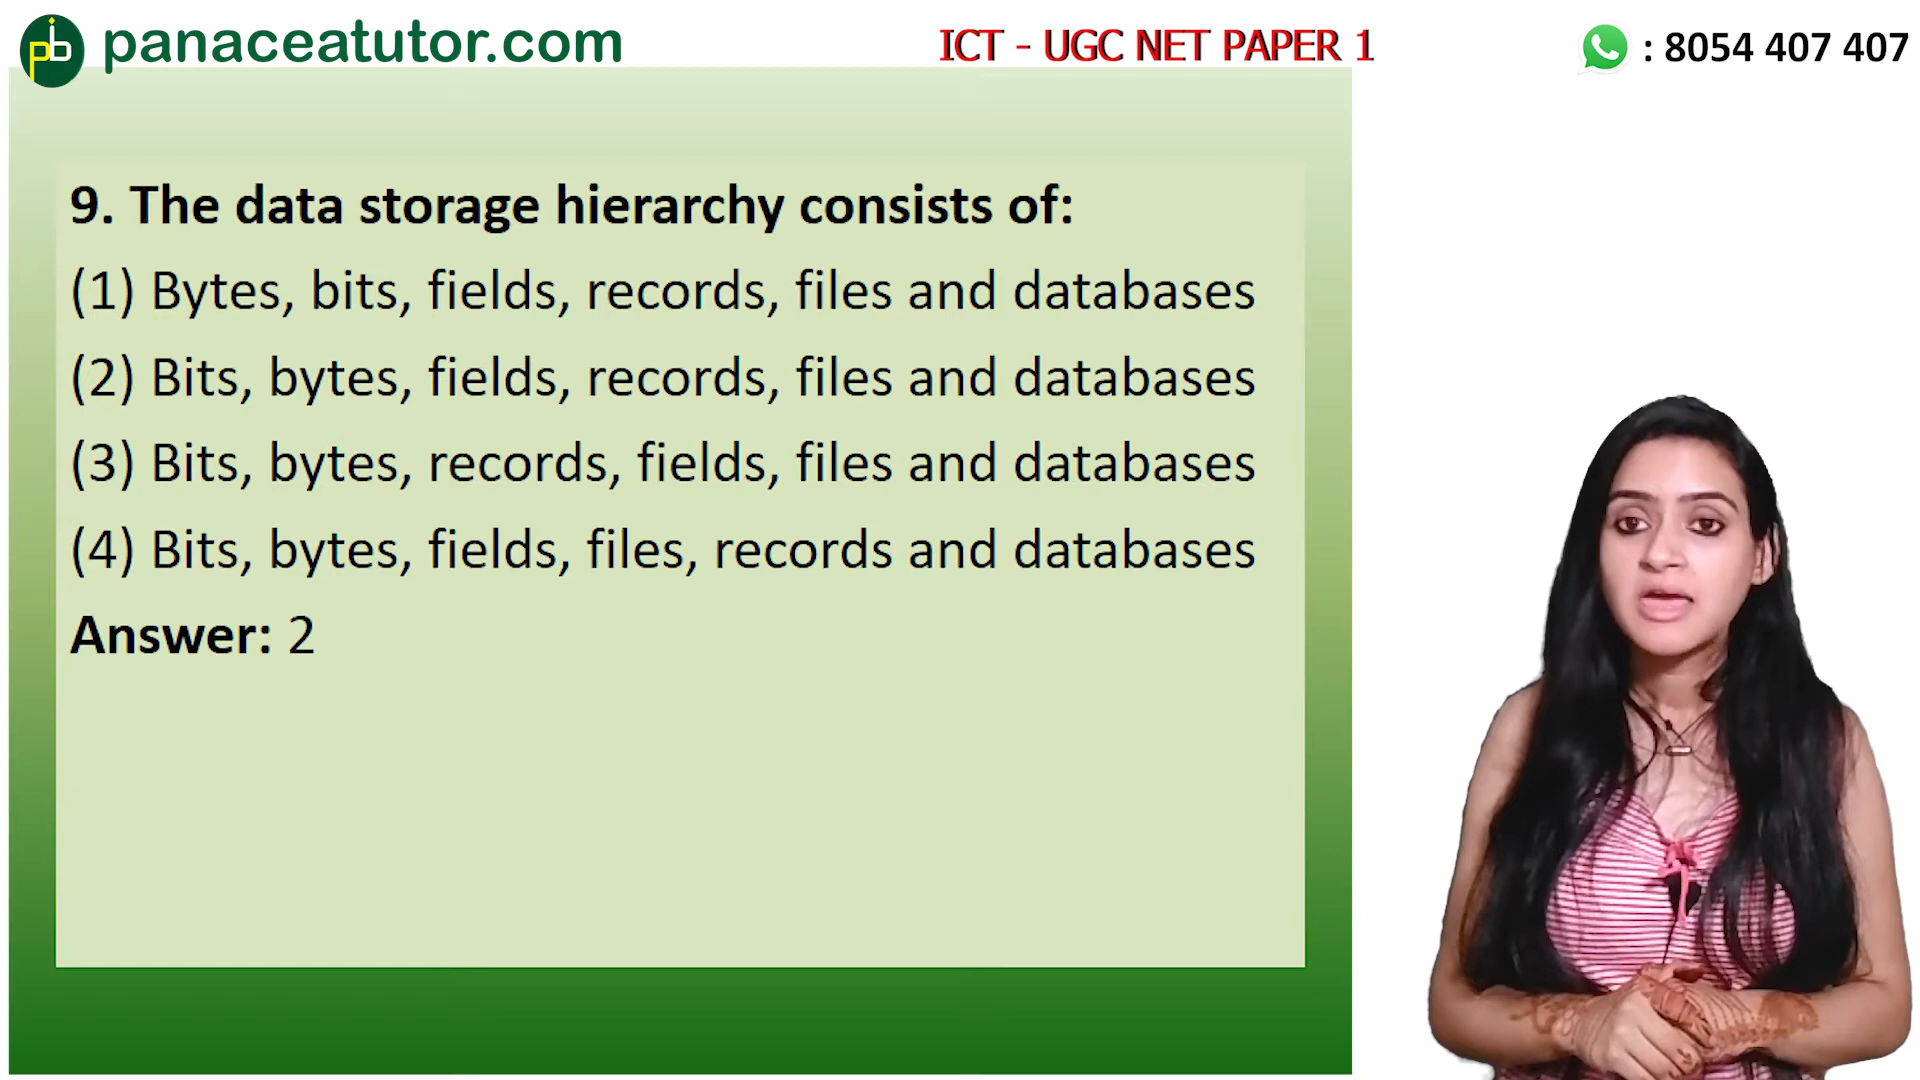 pb panaceatutor.com
ICT - UGC NET PAPER 1
: 8054 407 407
9. The data storage hierarchy consists of:
(1) Bytes, bits, fields, records, files and databases
(2) Bits, bytes, fields, records, files and databases
(3) Bits, bytes, records, fields, files and databases
(4) Bits, bytes, fields, files, records and databases
Answer: 2